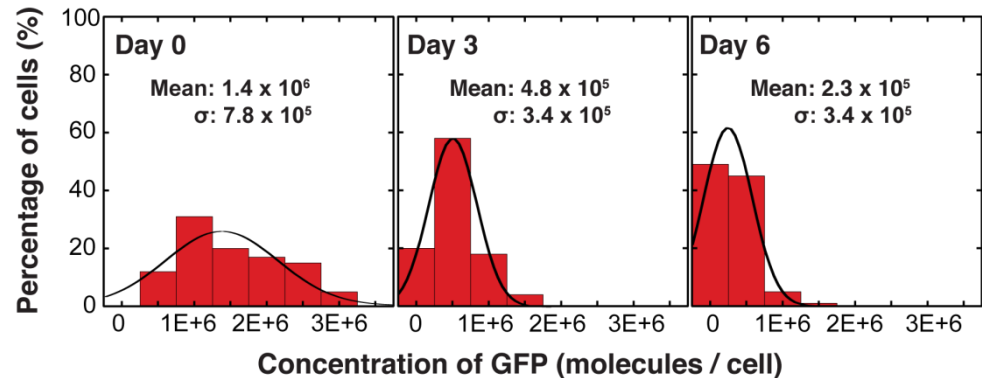 Percentage of cells (%)
100
80
60
40
20
0
Day 0
Mean: 1.4 x 10⁶
σ: 7.8 x 10⁵
Day 3
Mean: 4.8 x 10⁵
σ: 3.4 x 10⁵
Day 6
Mean: 2.3 x 10⁵
σ: 3.4 x 10⁵
0 1E+6 2E+6 3E+6 0 1E+6 2E+6 3E+6 0 1E+6 2E+6 3E+6
Concentration of GFP (molecules / cell)